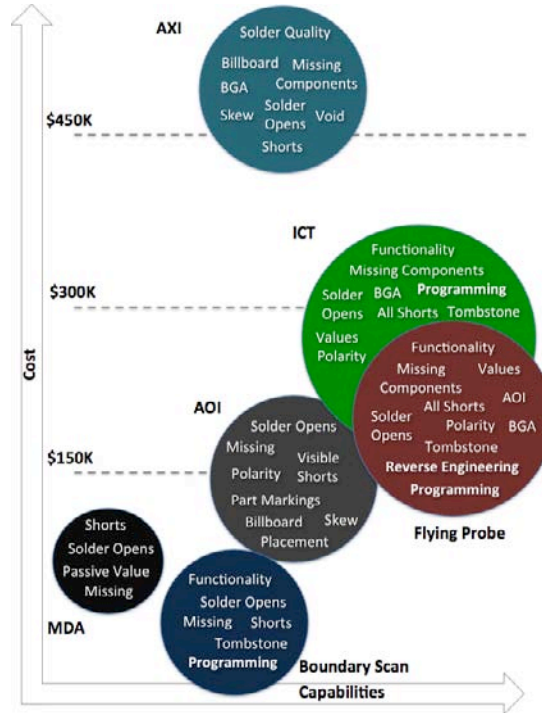 AXI
Solder Quality
Billboard Missing
BGA Components
Skew Solder Void
Opens
Shorts
$450K
ICT
Functionality
Missing Components
Solder BGA Programming
Opens All Shorts Tombstone
Values
Polarity
$300K
Functionality
Missing Values
Components AOI
All Shorts
Solder Polarity BGA
Opens
Tombstone
Reverse Engineering
Programming
Flying Probe
Cost
AOI
Solder Opens
Missing Visible
Polarity Shorts
Part Markings
Billboard Skew
Placement
$150K
Shorts
Solder Opens
Passive Value
Missing
MDA
Functionality
Solder Opens
Missing Shorts
Tombstone
Programming
Boundary Scan
Capabilities